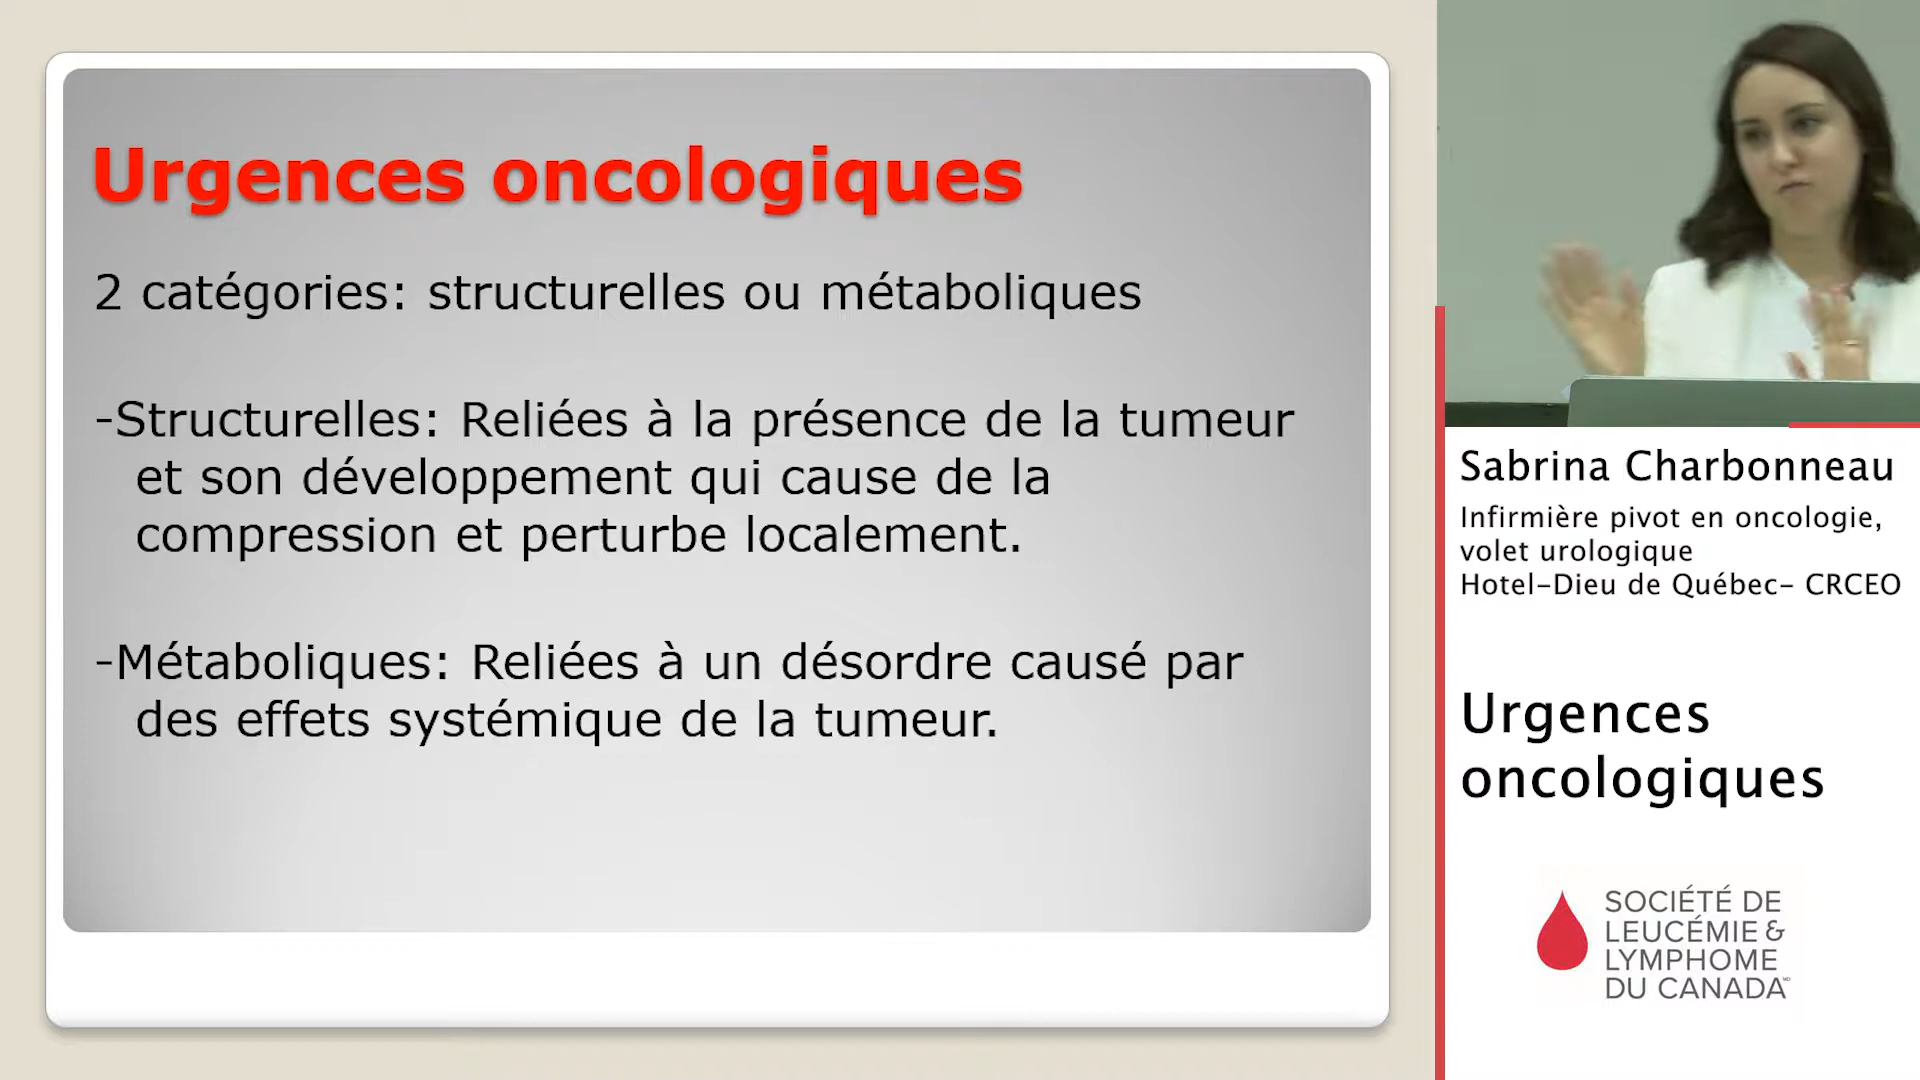 Urgences oncologiques
2 catégories: structurelles ou métaboliques
-Structurelles: Reliées à la présence de la tumeur
et son développement qui cause de la
compression et perturbe localement.
-Métaboliques: Reliées à un désordre causé par
des effets systémique de la tumeur.
Sabrina Charbonneau
Infirmière pivot en oncologie,
volet urologique
Hotel-Dieu de Québec- CRCEO
Urgences
oncologiques
SOCIÉTÉ DE
LEUCÉMIE &
LYMPHOME
DU CANADA MD